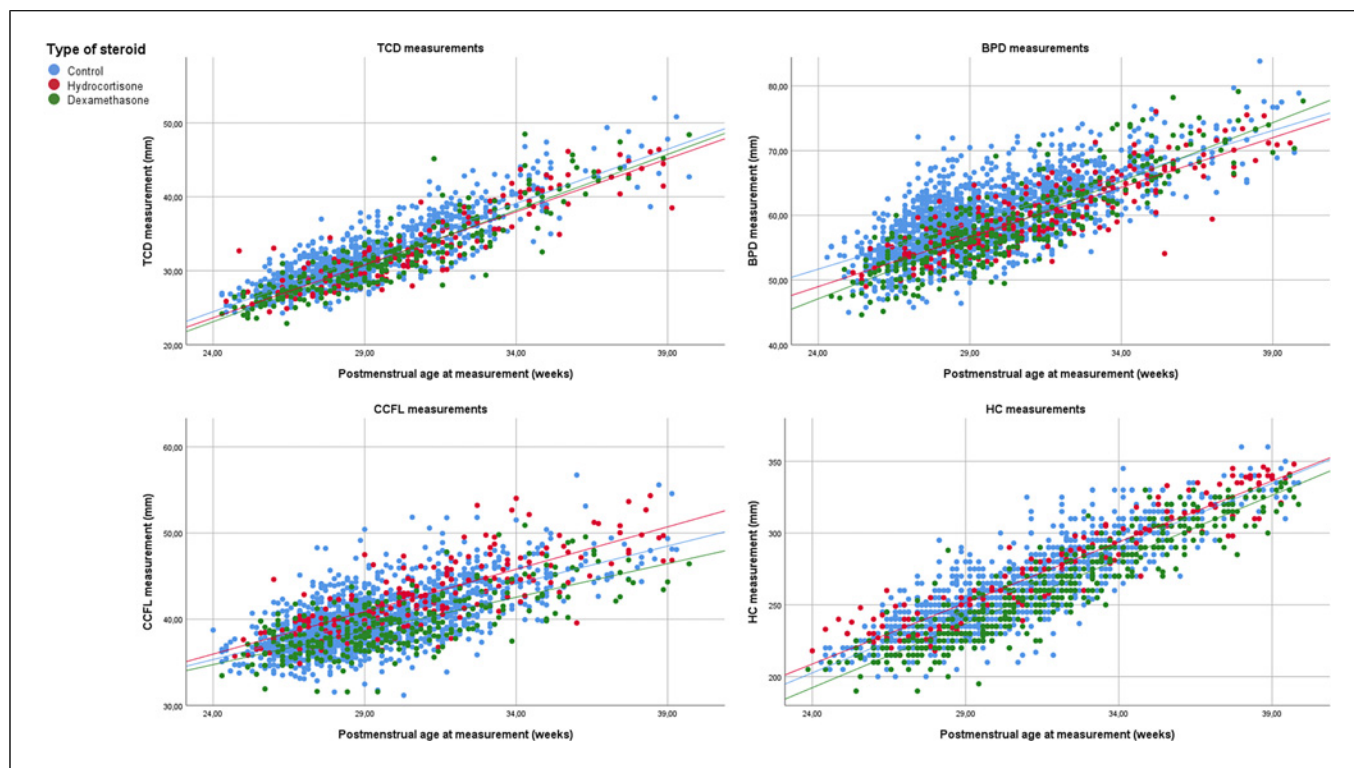 Type of steroid
Control
Hydrocortisone
Dexamethasone
TCD measurements
TCD measurement (mm)
50,00
40,00
30,00
20,00
24,00 29,00 34,00 39,00
Postmenstrual age at measurement (weeks)
BPD measurements
BPD measurement (mm)
80,00
70,00
60,00
50,00
40,00
24,00 29,00 34,00 39,00
Postmenstrual age at measurement (weeks)
CCFL measurements
CCFL measurement (mm)
60,00
50,00
40,00
30,00
24,00 29,00 34,00 39,00
Postmenstrual age at measurement (weeks)
HC measurements
HC measurement (mm)
350
300
250
200
24,00 29,00 34,00 39,00
Postmenstrual age at measurement (weeks)